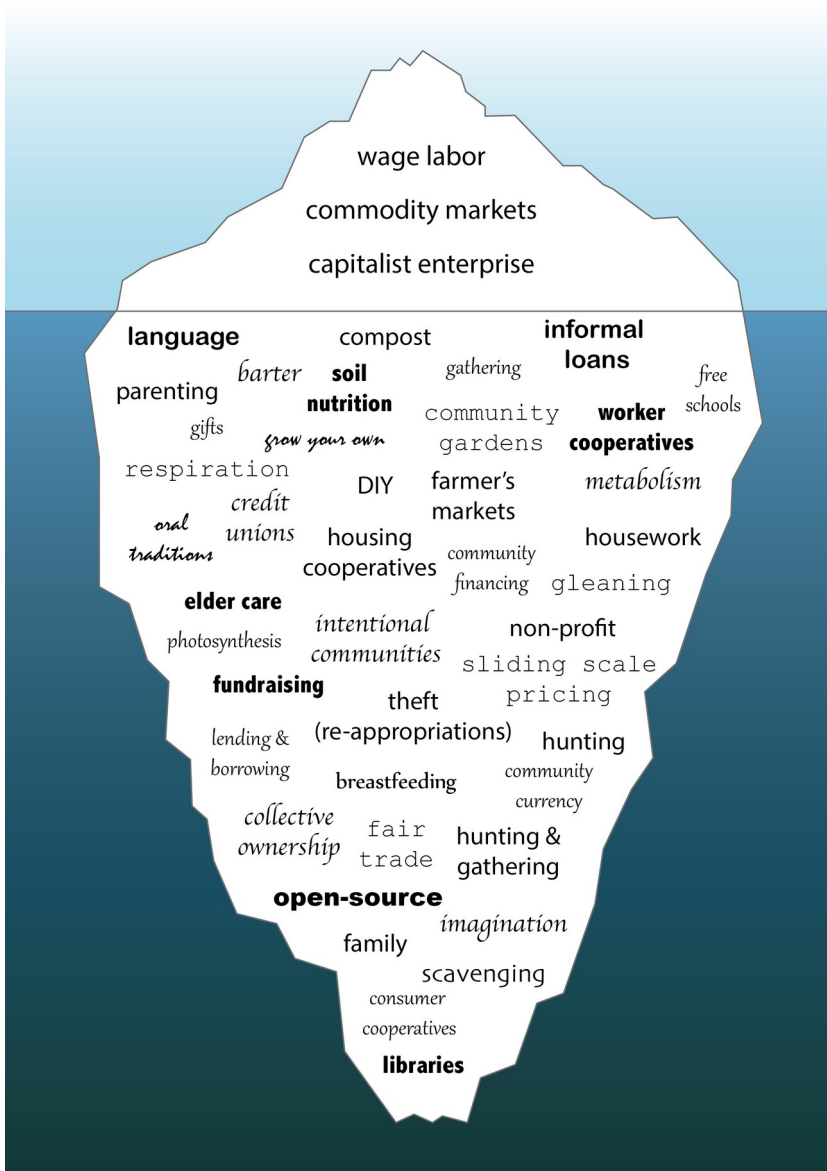 wage labor
commodity markets
capitalist enterprise
language
compost
informal
loans
parenting
barter
soil
nutrition
gathering
free
schools
gifts
grow your own
community
gardens
worker
cooperatives
respiration
credit
unions
DIY
farmer's
markets
metabolism
oral
traditions
housing
cooperatives
community
financing
housework
gleaning
elder care
photosynthesis
intentional
communities
non-profit
sliding scale
pricing
fundraising
theft
(re-appropriations)
lending &
borrowing
hunting
breastfeeding
community
currency
collective
ownership
fair
trade
hunting &
gathering
open-source
imagination
family
scavenging
consumer
cooperatives
libraries